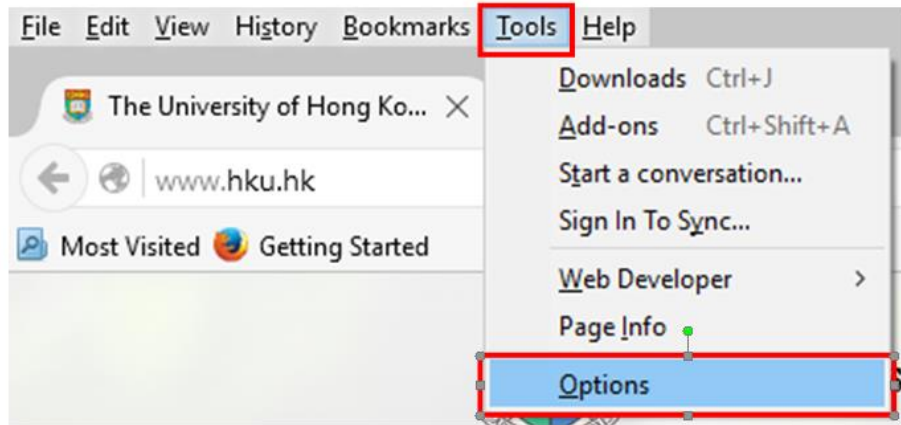 File Edit View History Bookmarks Tools Help
Downloads Ctrl+J
The University of Hong Ko...
Add-ons Ctrl+Shift+A
www.hku.hk
Start a conversation...
Sign In To Sync...
Most Visited Getting Started
Web Developer
Page Info
Options